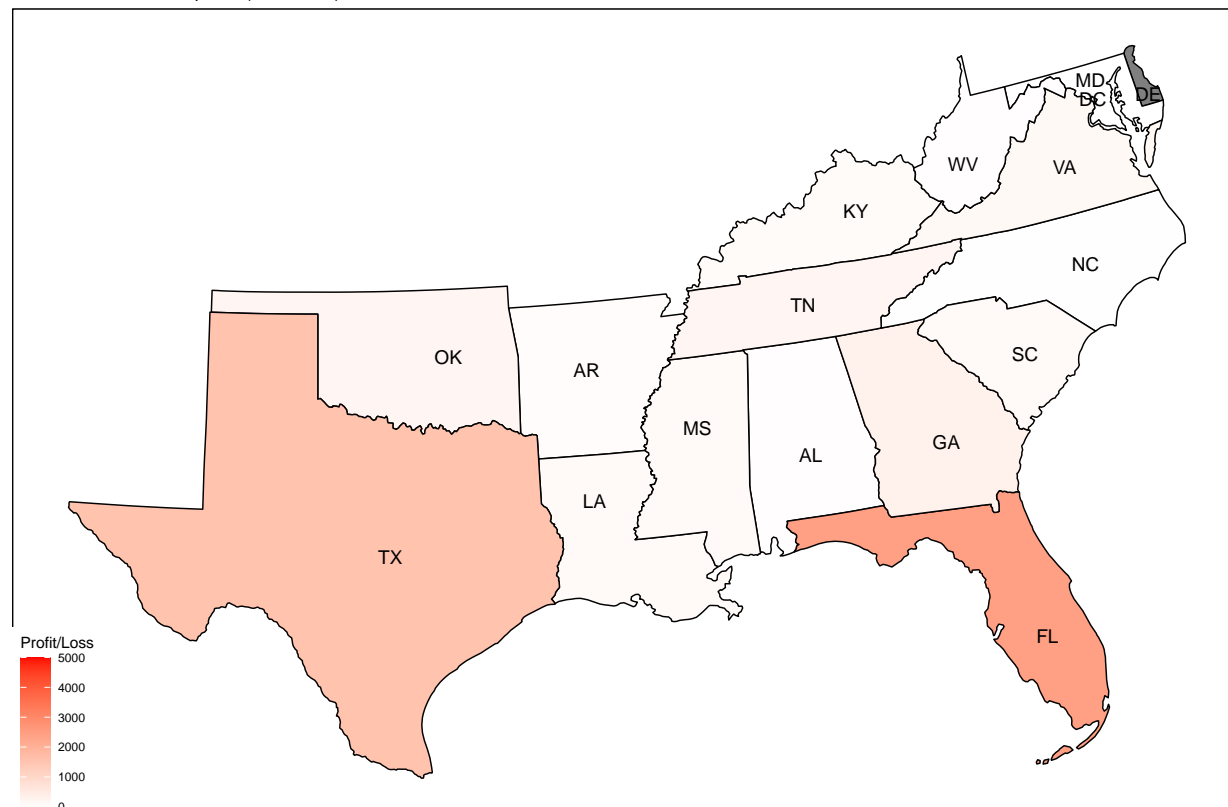 MD
DC
DE
WV
VA
KY
NC
TN
OK
AR
SC
MS
AL
GA
LA
TX
FL
Profit/Loss
5000
4000
3000
2000
1000
0